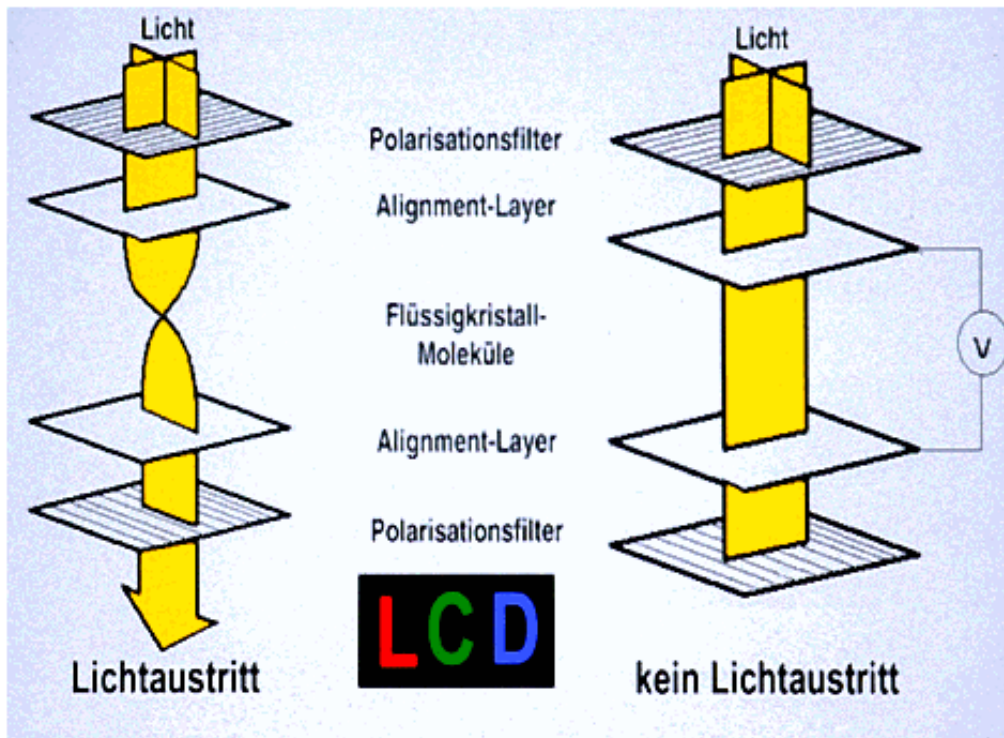 Licht
Licht
Polarisationsfilter
Alignment-Layer
Flüssigkristall-
Moleküle
V
Alignment-Layer
Polarisationsfilter
LCD
Lichtaustritt
kein Lichtaustritt